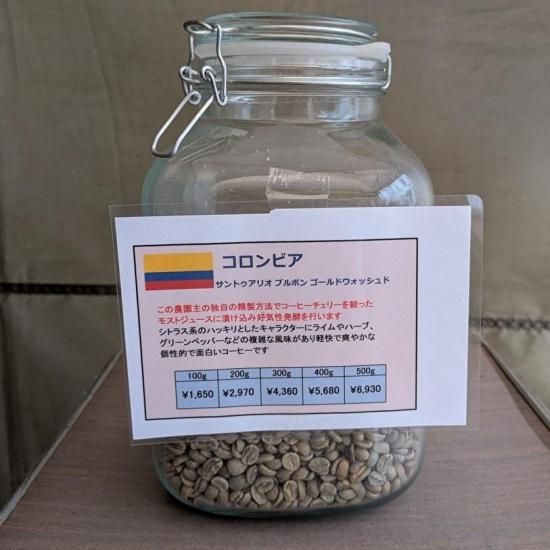 コロンビア
サントゥアリオ ブルボン ゴールドウォッシュド
この農園主の独自の精製方法でコーヒーチェリーを絞った
モストジュースに漬け込み好気性発酵を行います
シトラス系のハッキリとしたキャラクターにライムやハーブ、
グリーンペッパーなどの複雑な風味があり軽快で爽やかな
個性的で面白いコーヒーです
100g 200g 300g 400g 500g
¥1,650 ¥2,970 ¥4,360 ¥5,680 ¥6,930